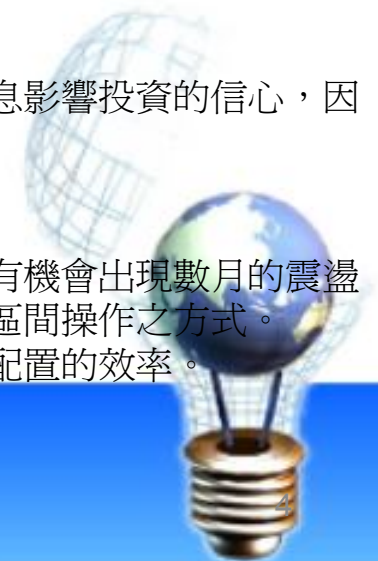 息影響投資的信心，因
有機會出現數月的震盪
區間操作之方式。
配置的效率。
4